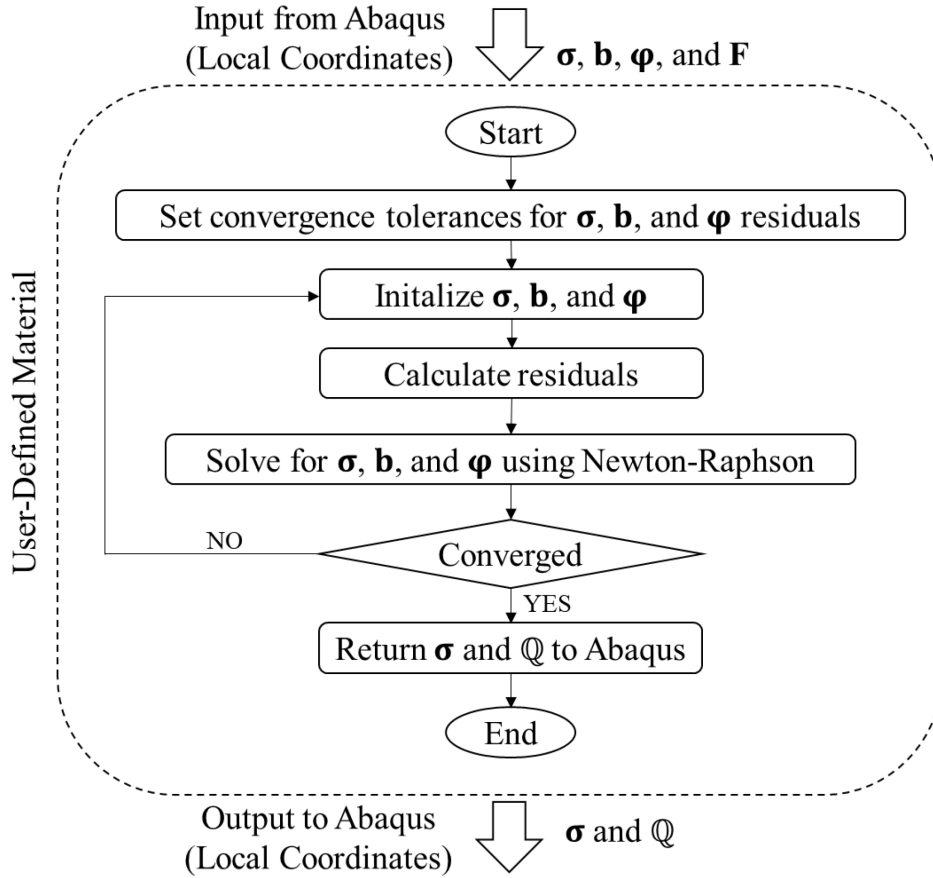 Input from Abaqus
(Local Coordinates)
𝛔, 𝐛, 𝛗, and 𝐅
Start
Set convergence tolerances for 𝛔, 𝐛, and 𝛗 residuals
Initalize 𝛔, 𝐛, and 𝛗
Calculate residuals
Solve for 𝛔, 𝐛, and 𝛗 using Newton-Raphson
Converged
NO
YES
Return 𝛔 and ℚ to Abaqus
End
User-Defined Material
Output to Abaqus
(Local Coordinates)
𝛔 and ℚ